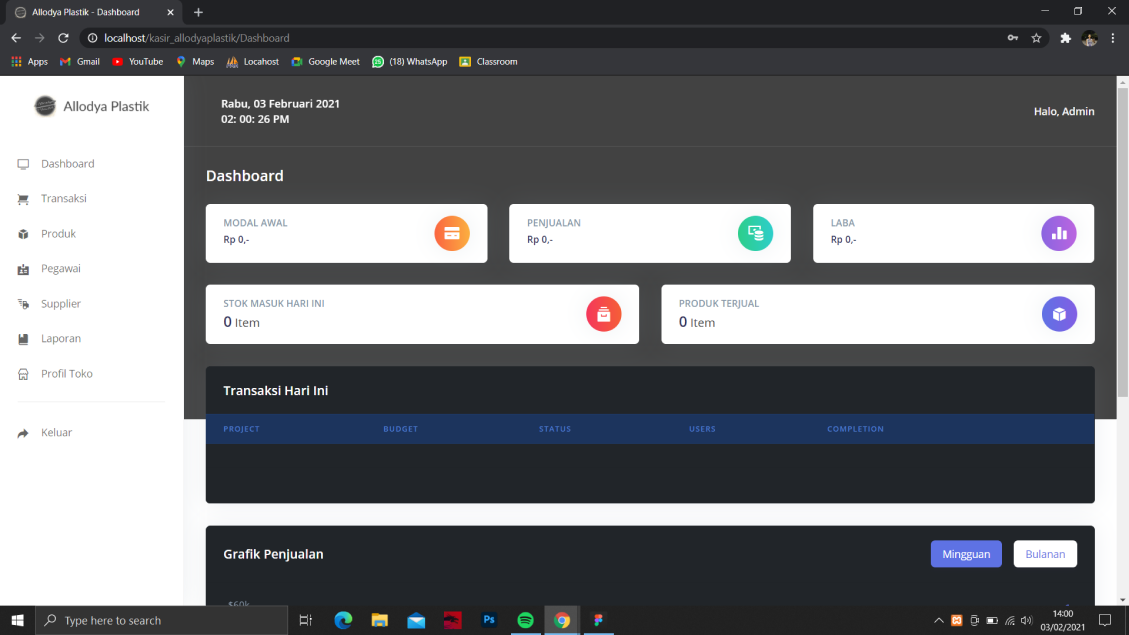 Allodya Plastik - Dashboard
localhost/kasir_allodyaplastik/Dashboard
Apps Gmail YouTube Maps Locahost Google Meet (18) WhatsApp Classroom
Allodya Plastik
Rabu, 03 Februari 2021
02: 00: 26 PM
Halo, Admin
Dashboard
Transaksi
Produk
Pegawai
Supplier
Laporan
Profil Toko
Keluar
Dashboard
MODAL AWAL
Rp 0,-
PENJUALAN
Rp 0,-
LABA
Rp 0,-
STOK MASUK HARI INI
0 Item
PRODUK TERJUAL
0 Item
Transaksi Hari Ini
PROJECT BUDGET STATUS USERS COMPLETION
Grafik Penjualan
Mingguan Bulanan
$60k
Type here to search
Ps
14:00
03/02/2021